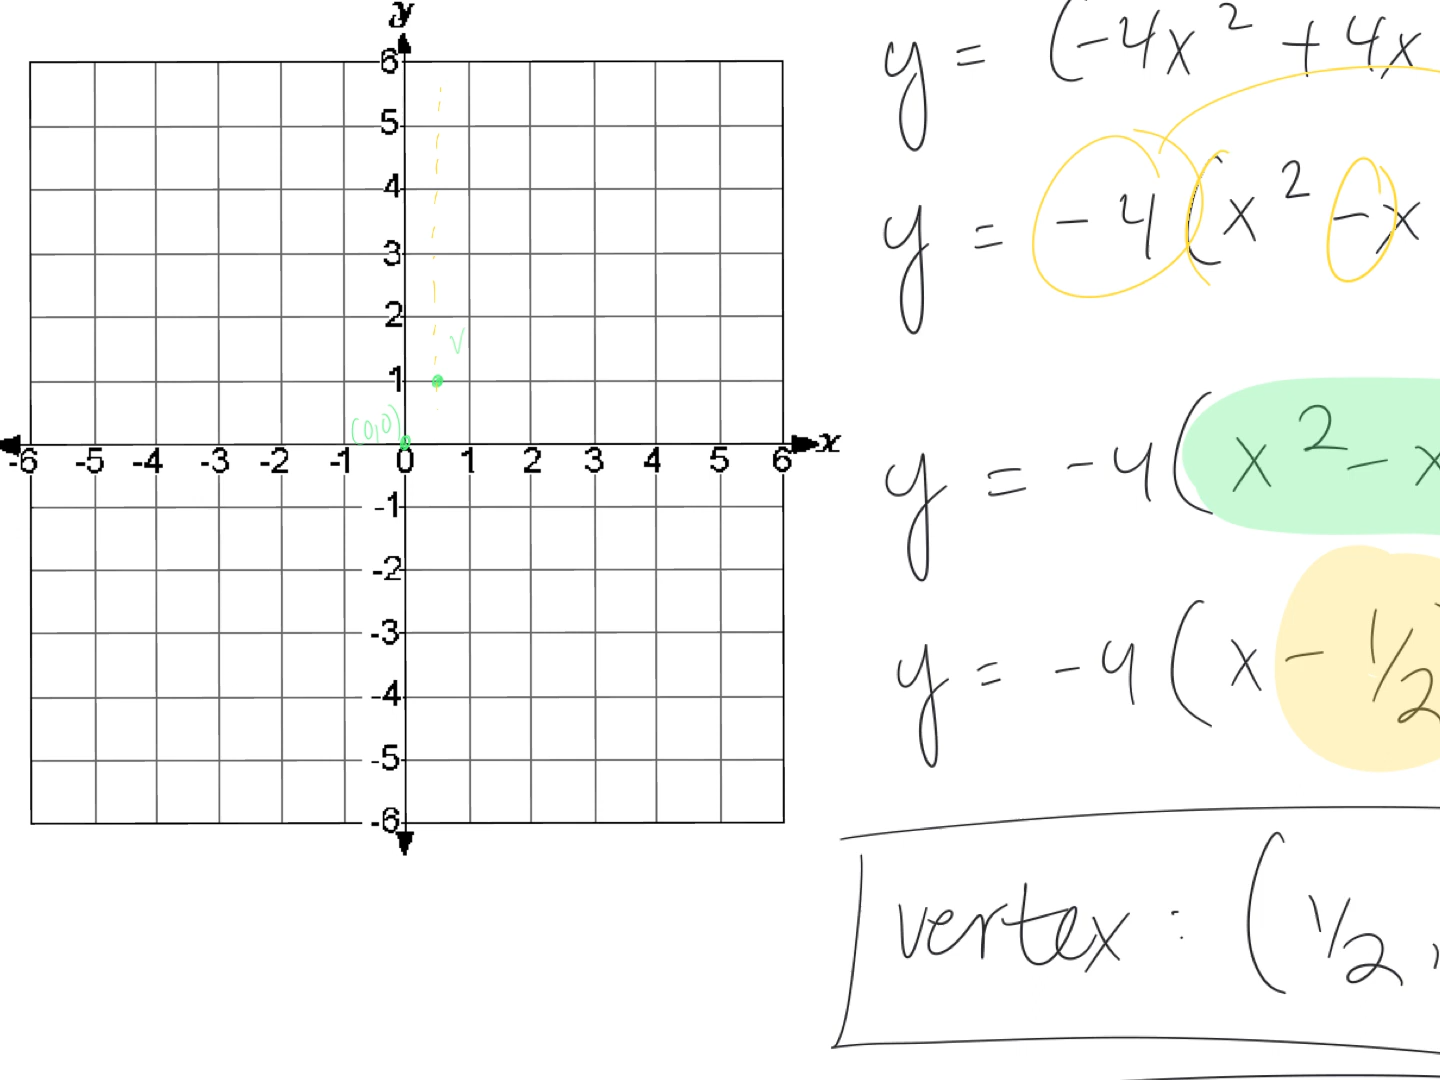 y
6
5
4
3
2
V
1
(0,0)
-6 -5 -4 -3 -2 -1 0 1 2 3 4 5 6 x
-1
-2
-3
-4
-5
-6
y = (-4x² + 4x
y = -4(x² - x
y = -4(x² - x
y = -4(x - 1/2)
vertex: (1/2,